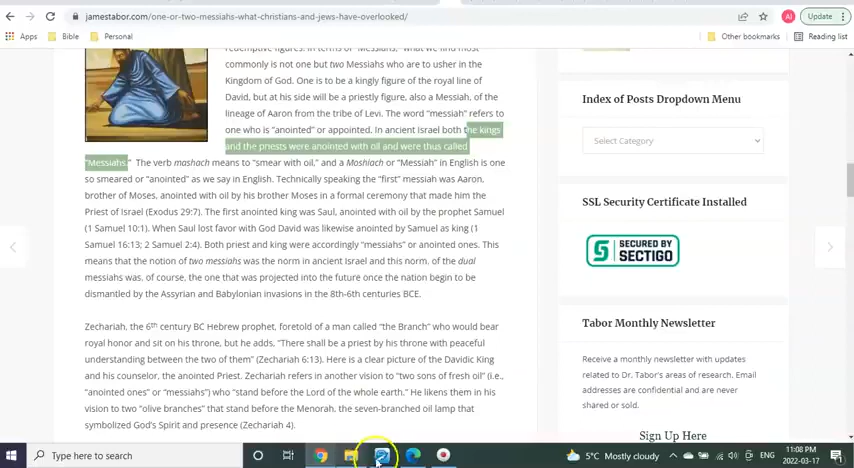 jamestabor.com/one-or-two-messiahs-what-christians-and-jews-have-overlooked/
AI
Update
Apps
Bible
Personal
Other bookmarks
Reading list
redemptive figures. In terms of "Messiahs," what we find most
commonly is not one but two Messiahs who are to usher in the
Kingdom of God. One is to be a kingly figure of the royal line of
David, but at his side will be a priestly figure, also a Messiah, of the
lineage of Aaron from the tribe of Levi. The word "messiah" refers to
one who is "anointed" or appointed. In ancient israel both the kings
and the priests were anointed with oil and were thus called
"Messiahs." The verb mashach means to "smear with oil," and a Moshiach or "Messiah" in English is one
so smeared or "anointed" as we say in English. Technically speaking the "first" messiah was Aaron,
brother of Moses, anointed with oil by his brother Moses in a formal ceremony that made him the
Priest of Israel (Exodus 29:7). The first anointed king was Saul, anointed with oil by the prophet Samuel
(1 Samuel 10:1). When Saul lost favor with God David was likewise anointed by Samuel as king (1
Samuel 16:13; 2 Samuel 2:4). Both priest and king were accordingly "messiahs" or anointed ones. This
means that the notion of two messiahs was the norm in ancient Israel and this norm, of the dual
messiahs was, of course, the one that was projected into the future once the nation begin to be
dismantled by the Assyrian and Babylonian invasions in the 8th-6th centuries BCE.
Zechariah, the 6th century BC Hebrew prophet, foretold of a man called "the Branch" who would bear
royal honor and sit on his throne, but he adds, "There shall be a priest by his throne with peaceful
understanding between the two of them" (Zechariah 6:13). Here is a clear picture of the Davidic King
and his counselor, the anointed Priest. Zechariah refers in another vision to "two sons of fresh oil" (i.e.,
"anointed ones" or "messiahs") who "stand before the Lord of the whole earth." He likens them in his
vision to two "olive branches" that stand before the Menorah, the seven-branched oil lamp that
symbolized God's Spirit and presence (Zechariah 4).
Index of Posts Dropdown Menu
Select Category
SSL Security Certificate Installed
SECURED BY
SECTIGO
Tabor Monthly Newsletter
Receive a monthly newsletter with updates
related to Dr. Tabor's areas of research. Email
addresses are confidential and are never
shared or sold.
Sign Up Here
Type here to search
5°C Mostly cloudy
ENG
11:08 PM
2022-03-17